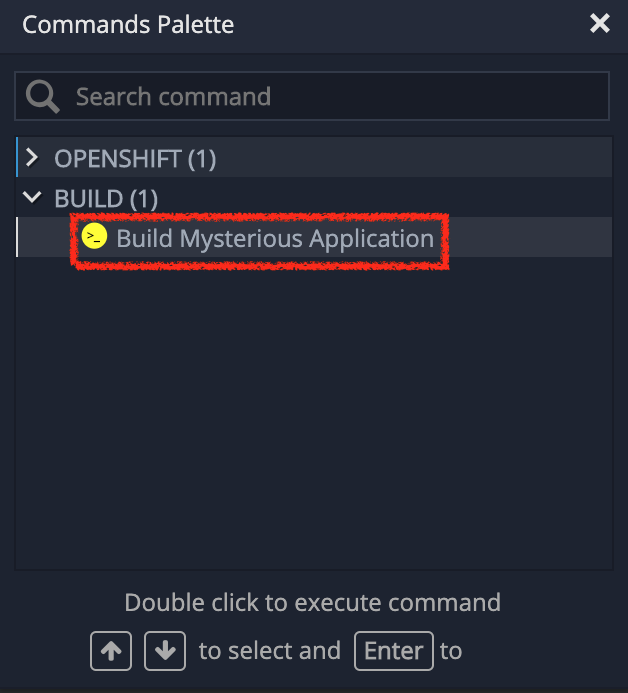 Commands Palette
Search command
OPENSHIFT (1)
BUILD (1)
>_ Build Mysterious Application
Double click to execute command
to select and Enter to